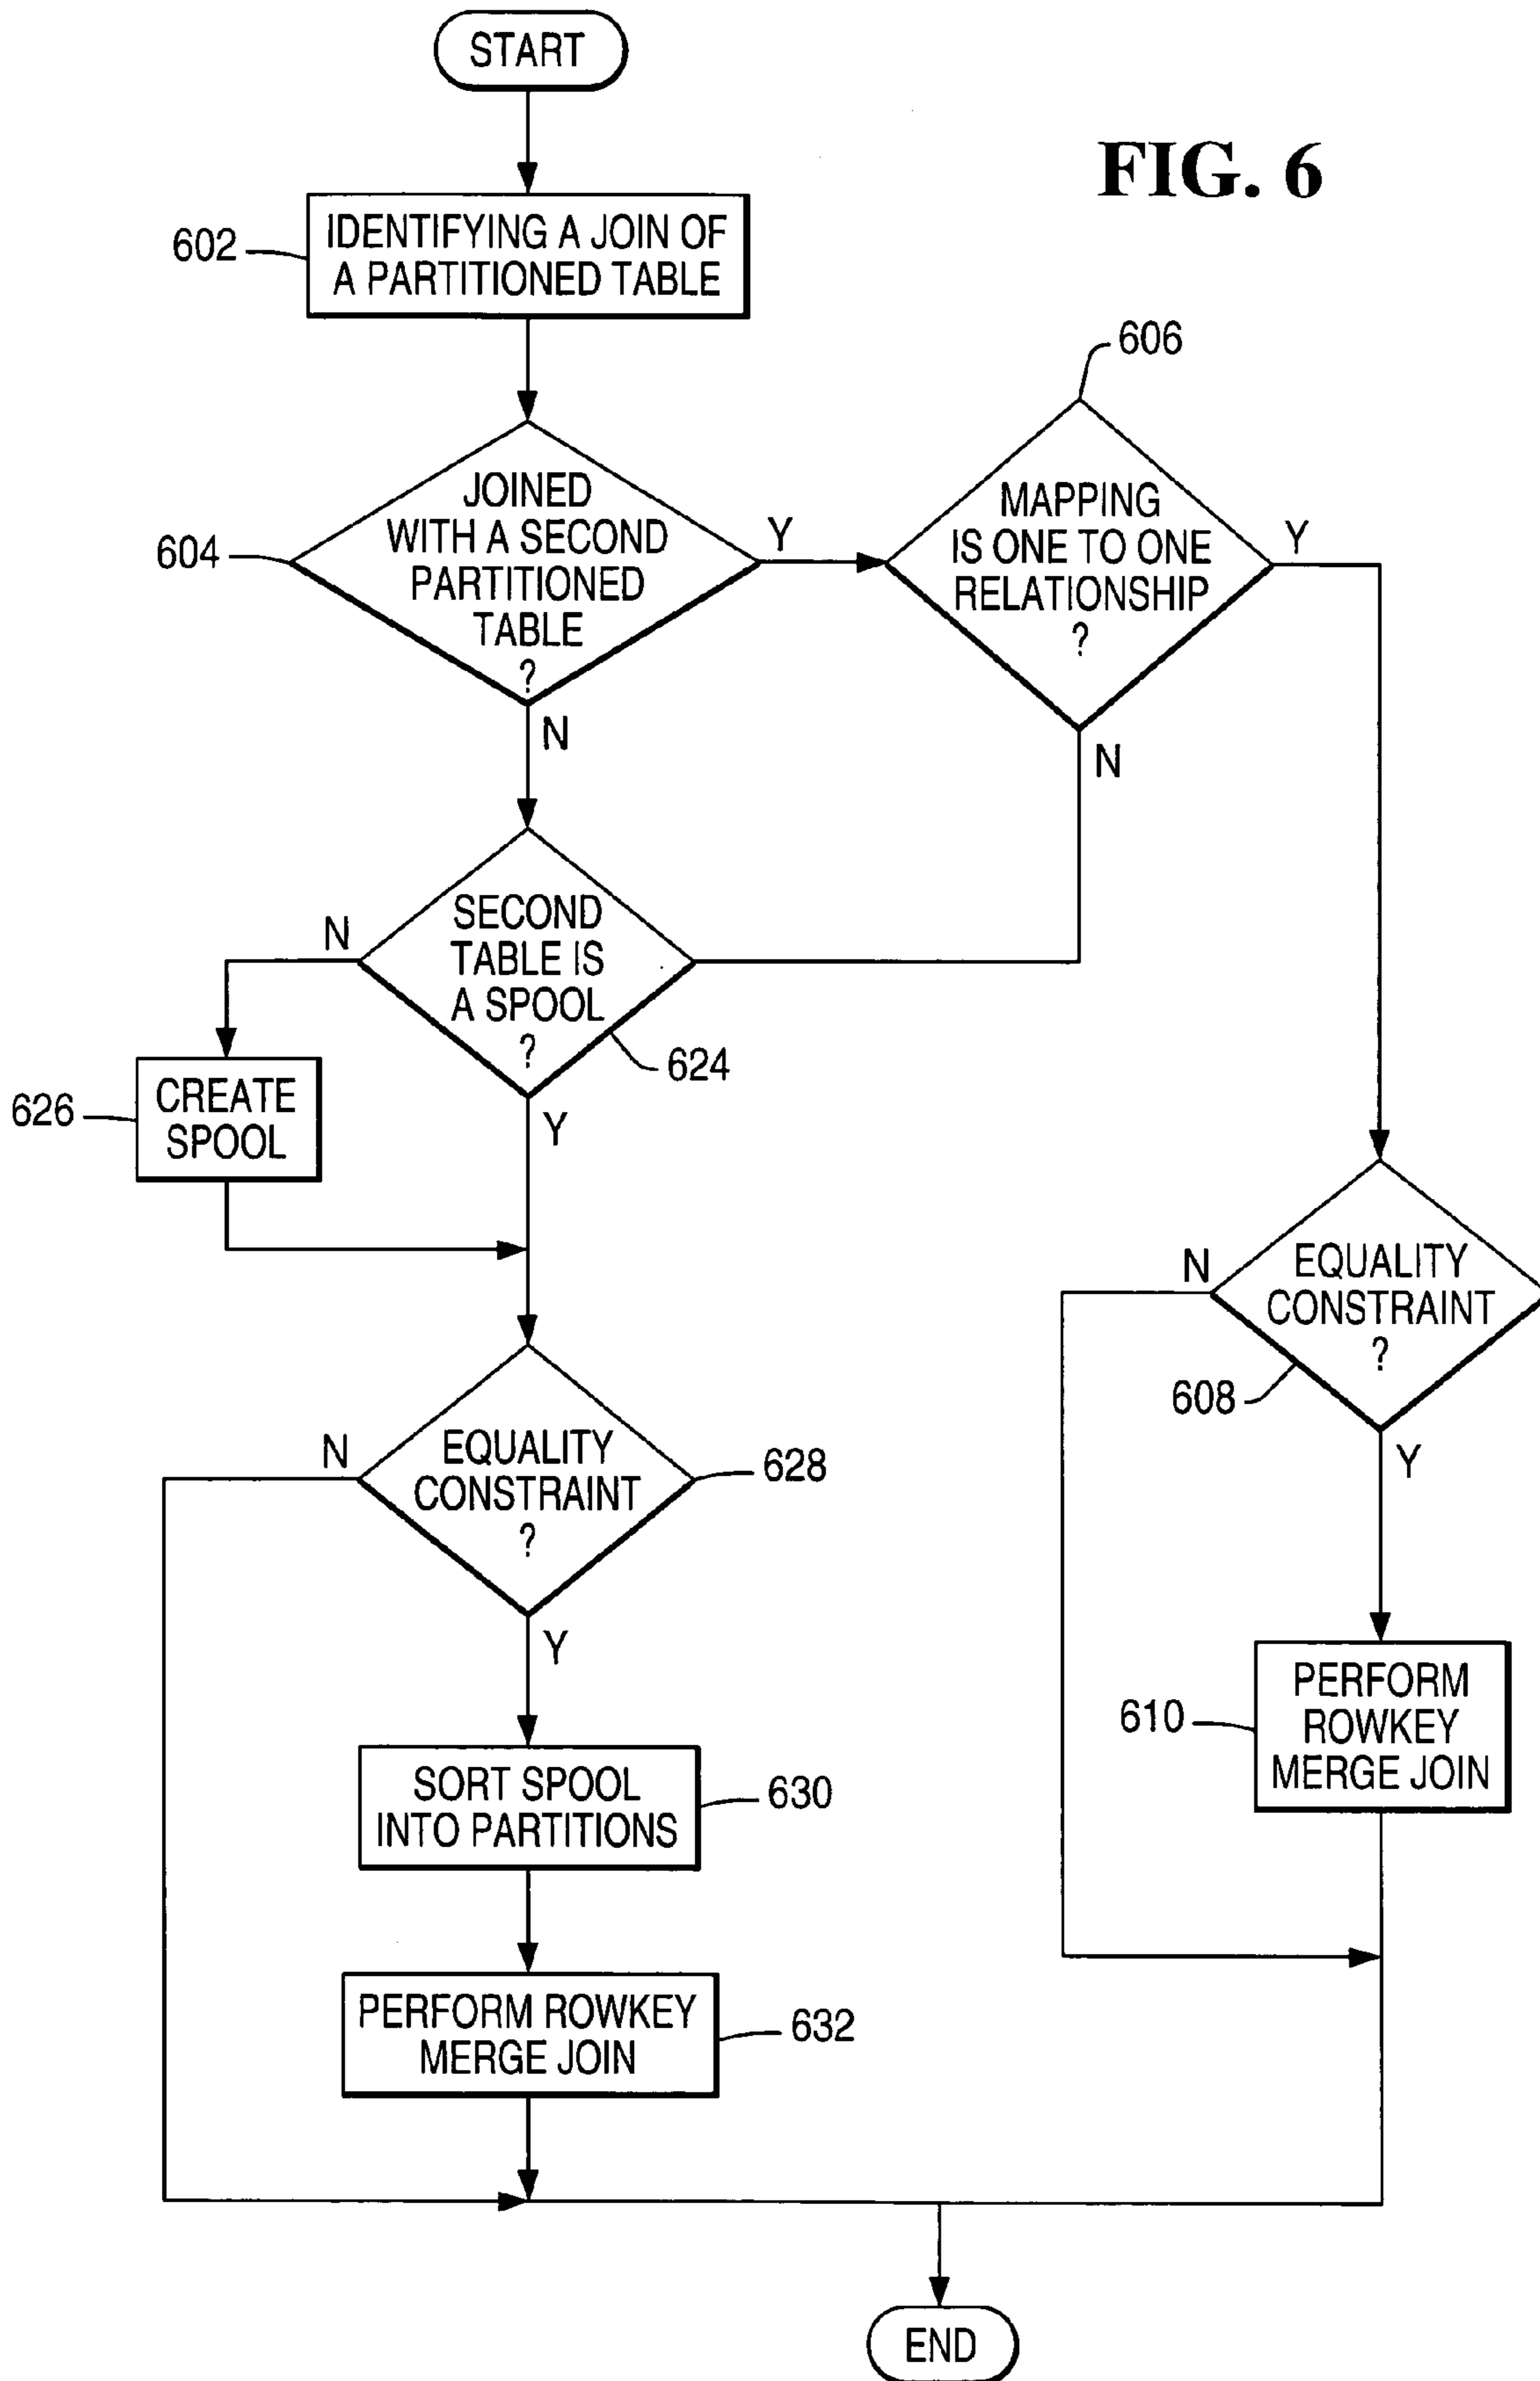 START
FIG. 6
602
IDENTIFYING A JOIN OF
A PARTITIONED TABLE
606
604
JOINED
WITH A SECOND
PARTITIONED
TABLE
?
Y
N
MAPPING
IS ONE TO ONE
RELATIONSHIP
?
Y
N
SECOND
TABLE IS
A SPOOL
?
N
624
Y
626
CREATE
SPOOL
N
EQUALITY
CONSTRAINT
?
608
Y
N
EQUALITY
CONSTRAINT
?
628
Y
610
PERFORM
ROWKEY
MERGE JOIN
SORT SPOOL
INTO PARTITIONS
630
PERFORM ROWKEY
MERGE JOIN
632
END